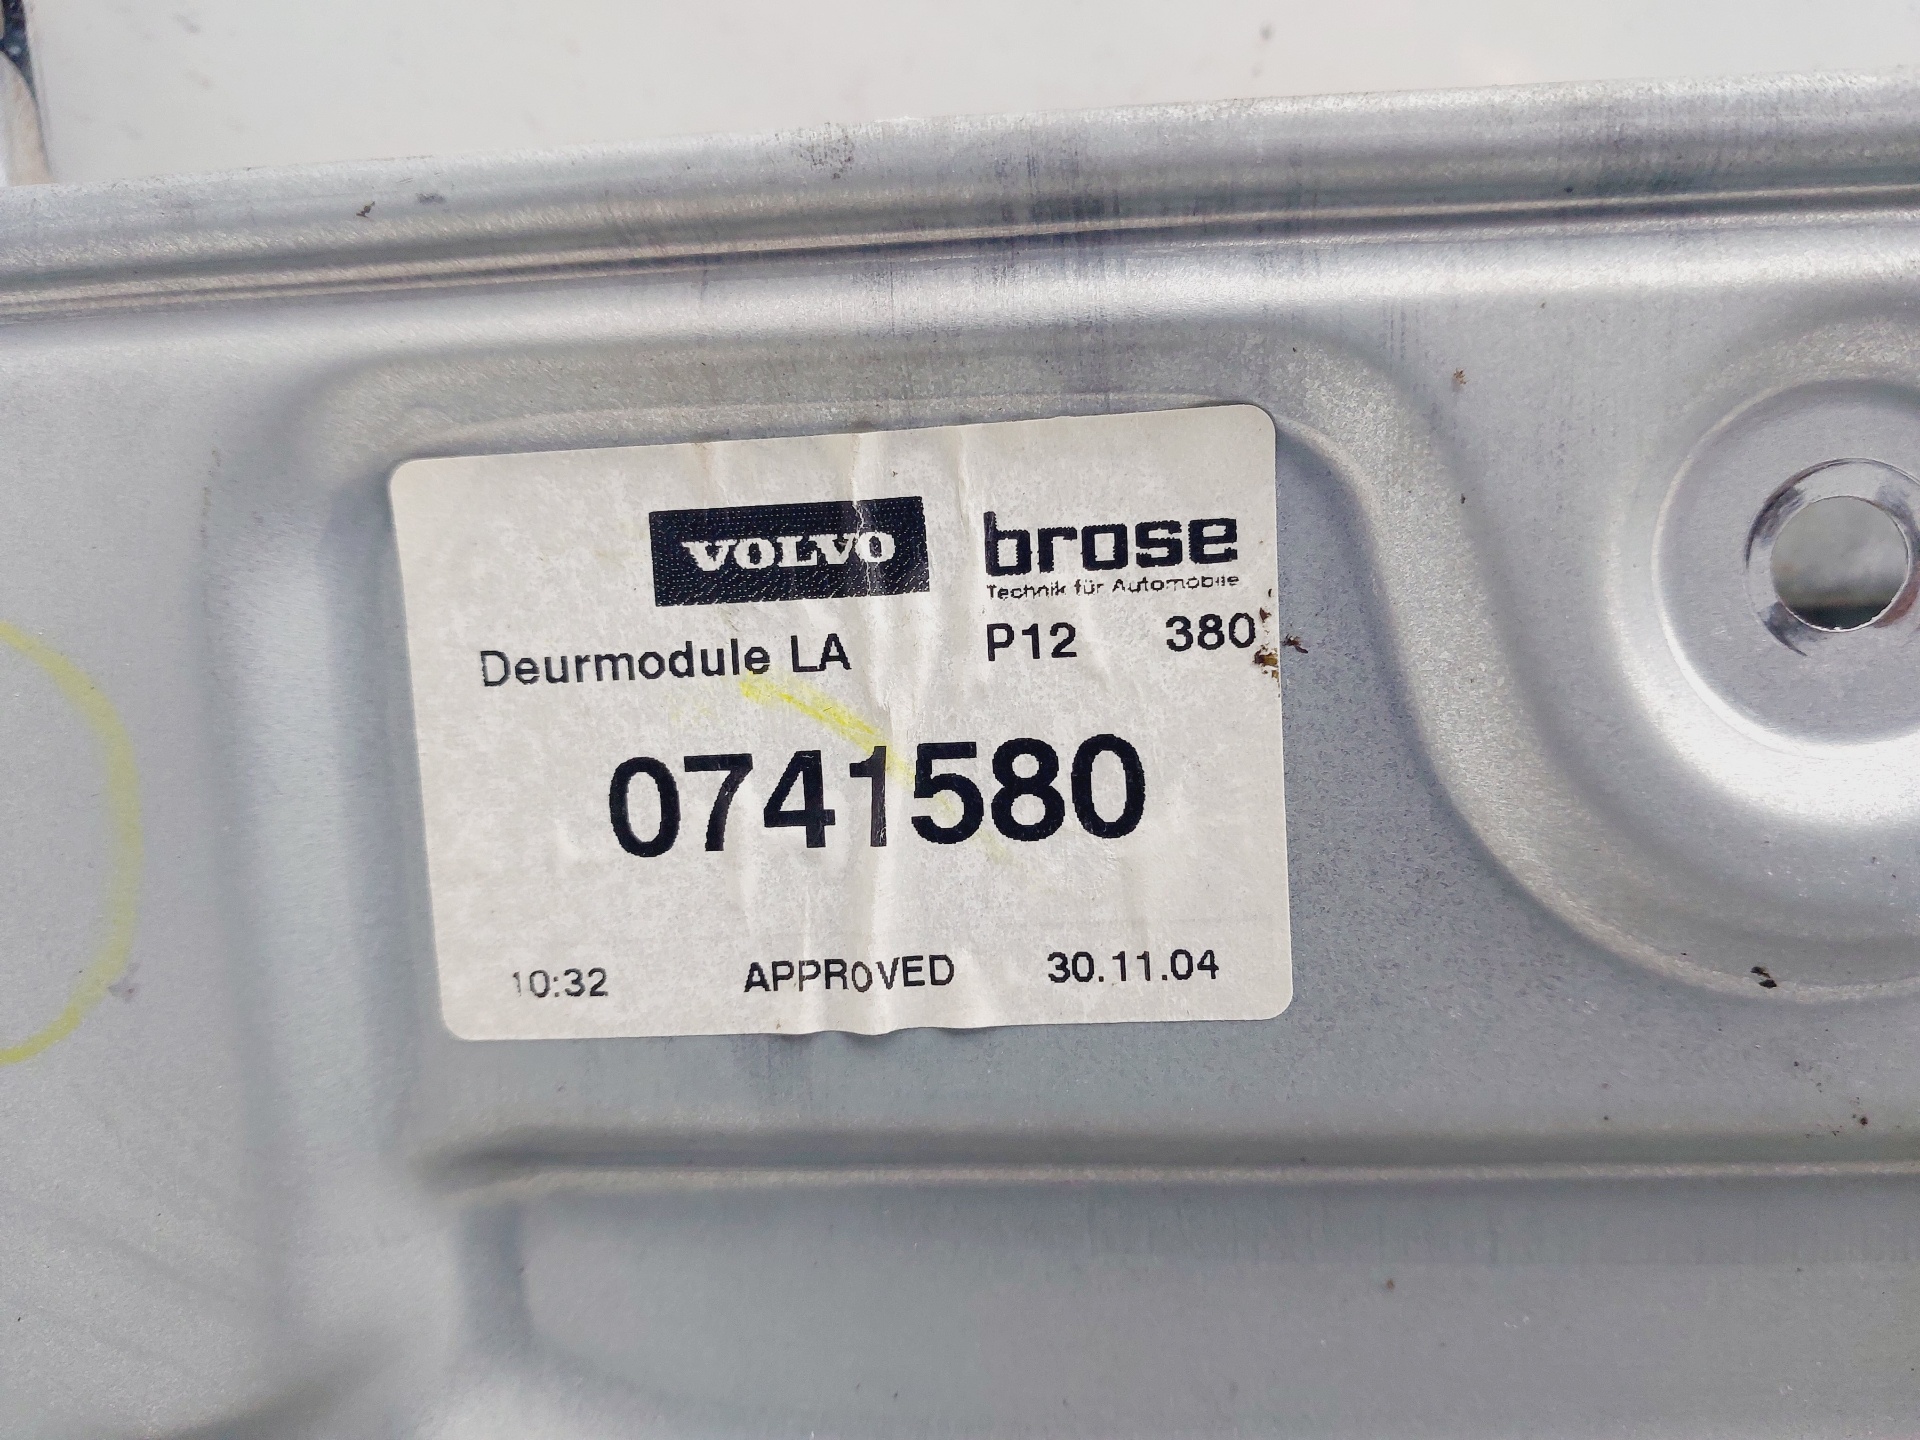 VOLVO brose
Technik für Automobile
Deurmodule LA P12 380
0741580
10:32 APPROVED 30.11.04